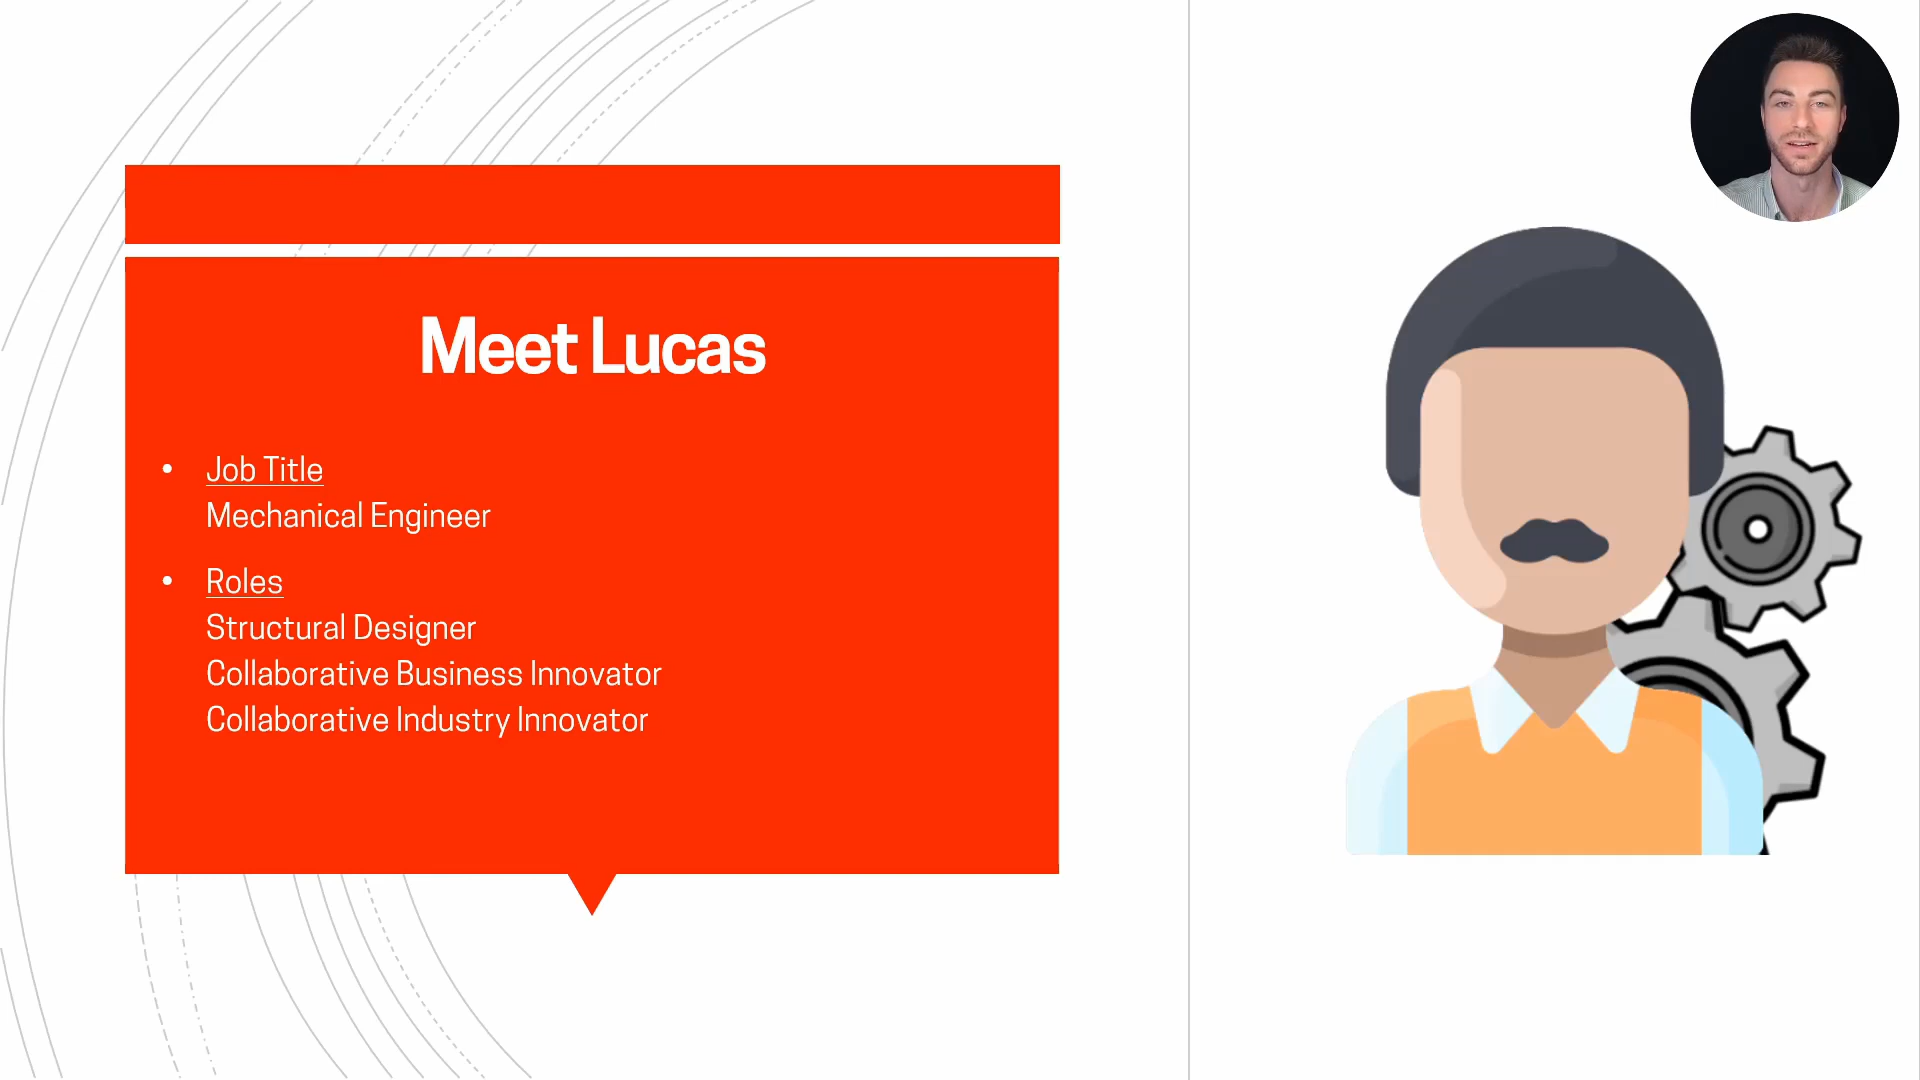 Meet Lucas
Job Title
Mechanical Engineer
Roles
Structural Designer
Collaborative Business Innovator
Collaborative Industry Innovator